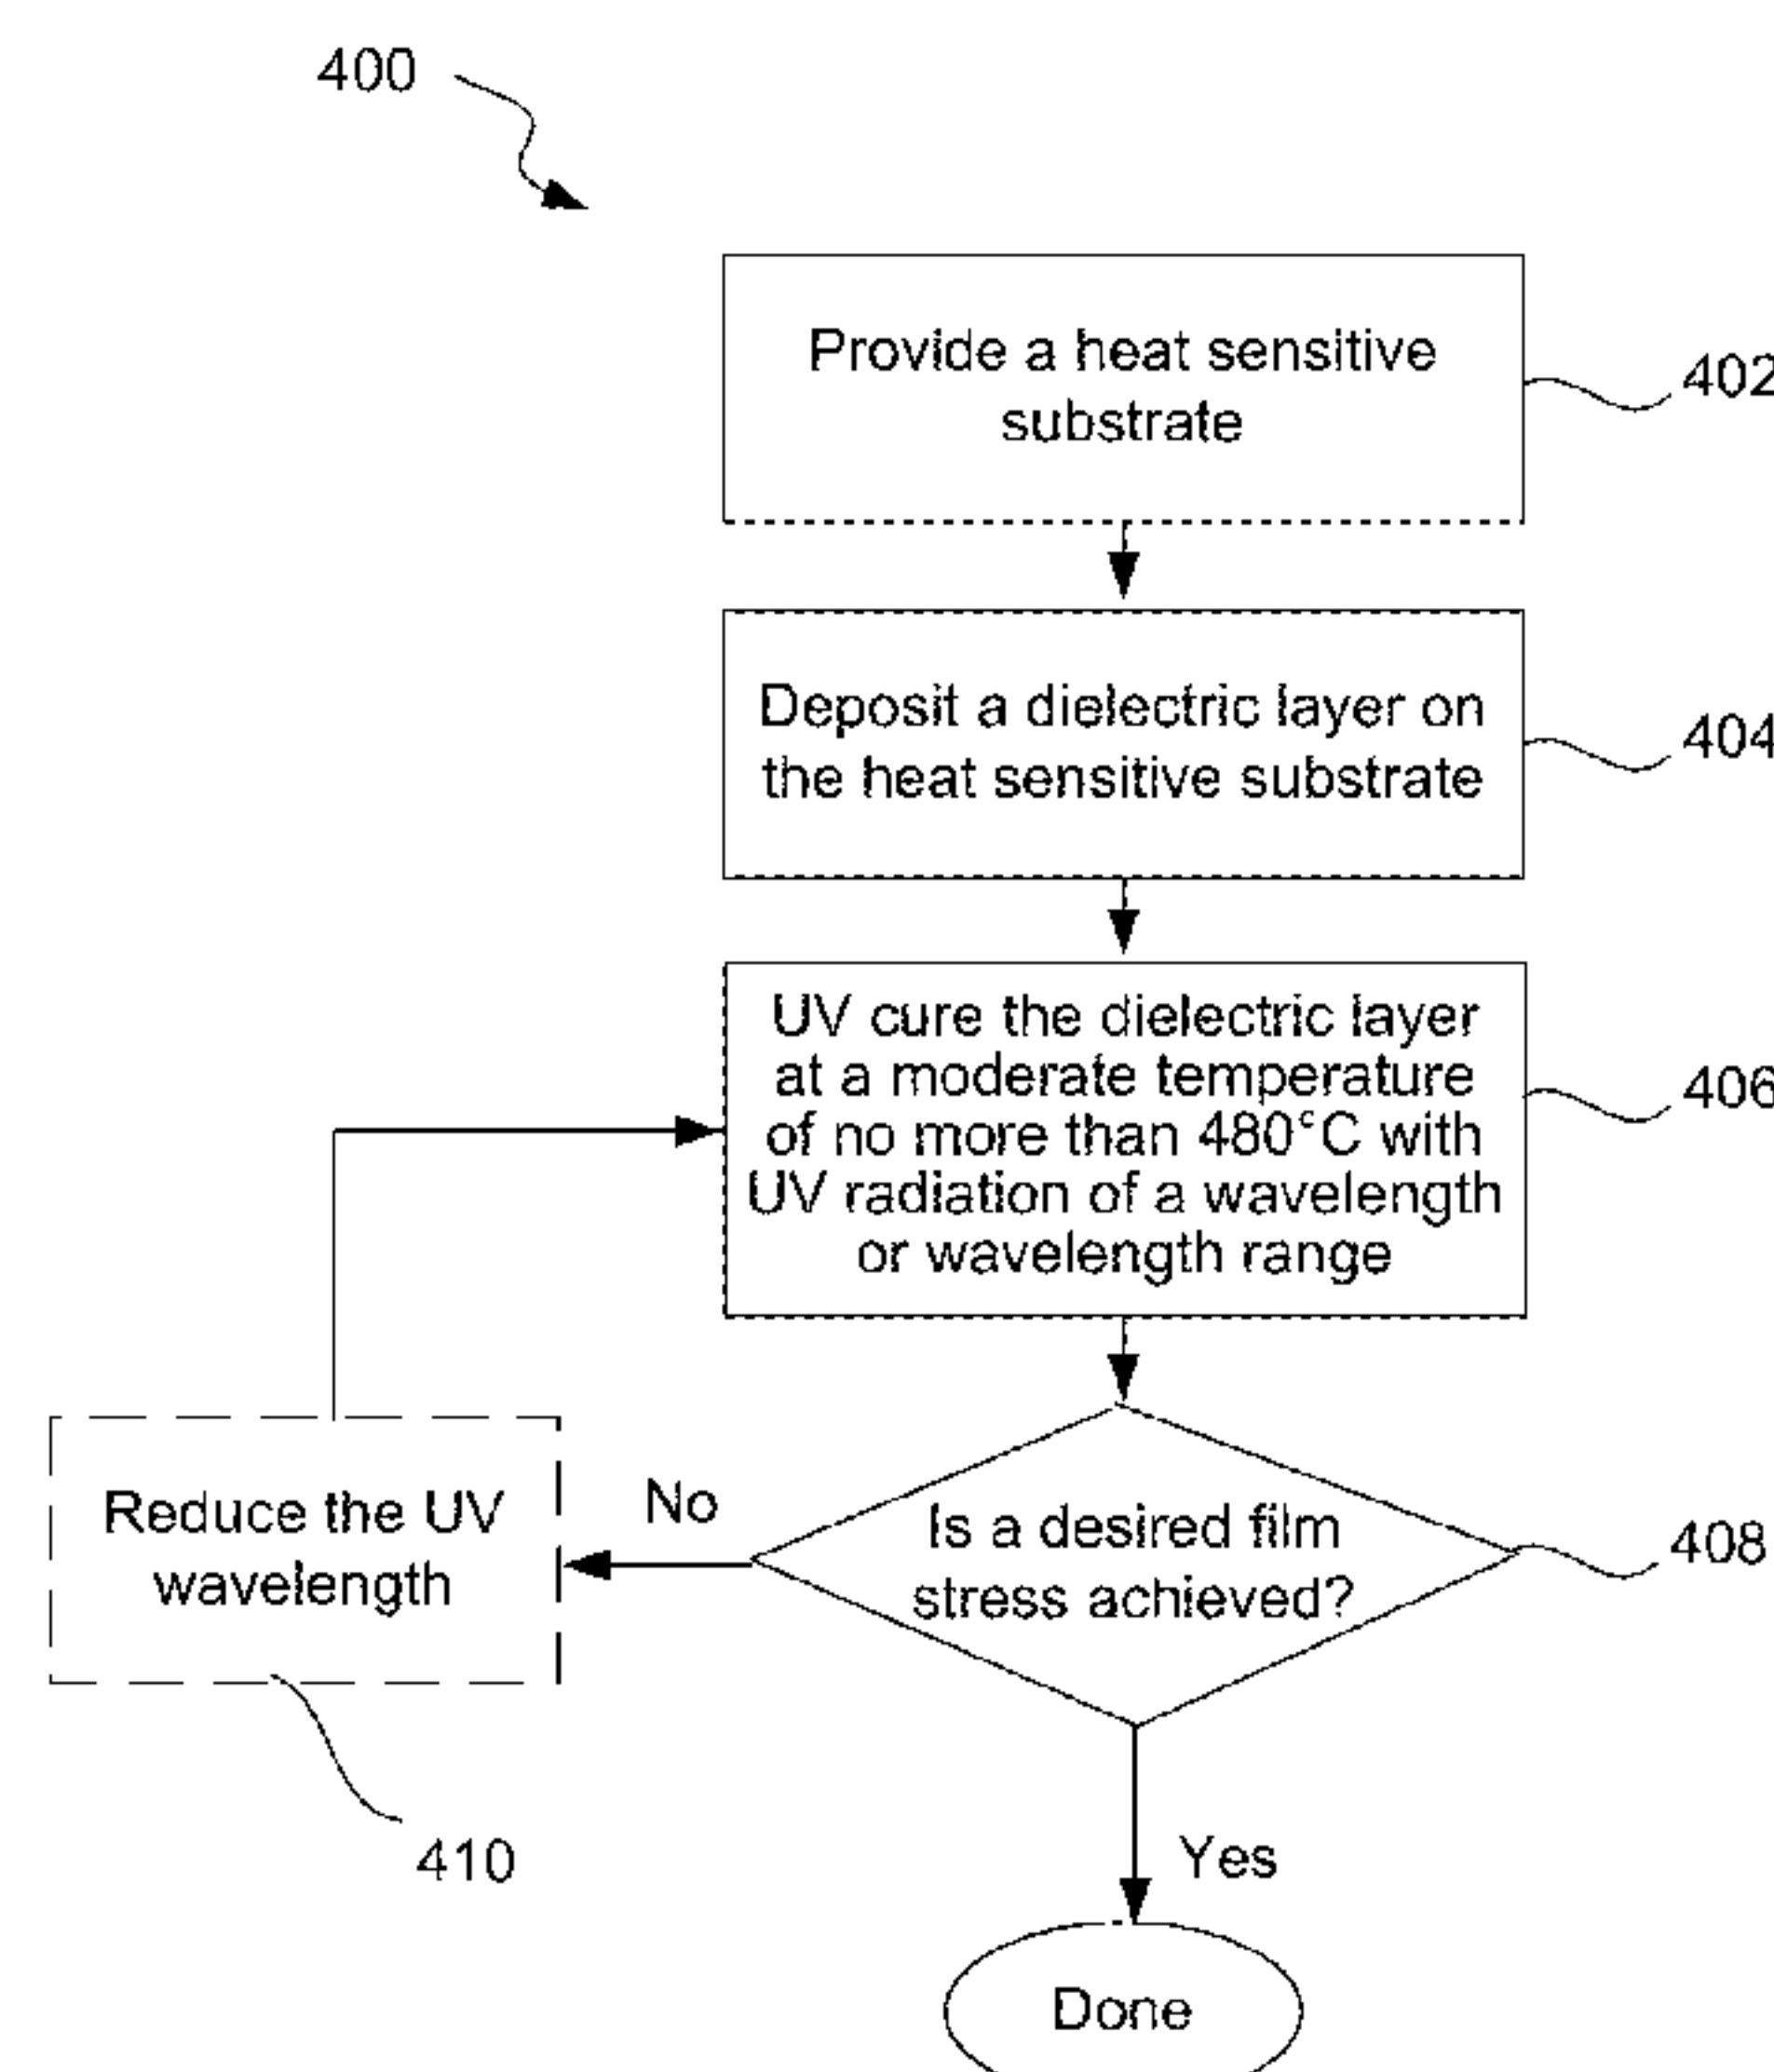 400
Provide a heat sensitive
substrate
402
Deposit a dielectric layer on
the heat sensitive substrate
404
UV cure the dielectric layer
at a moderate temperature
of no more than 480°C with
UV radiation of a wavelength
or wavelength range
406
Reduce the UV
wavelength
No
Is a desired film
stress achieved?
408
410
Yes
Done